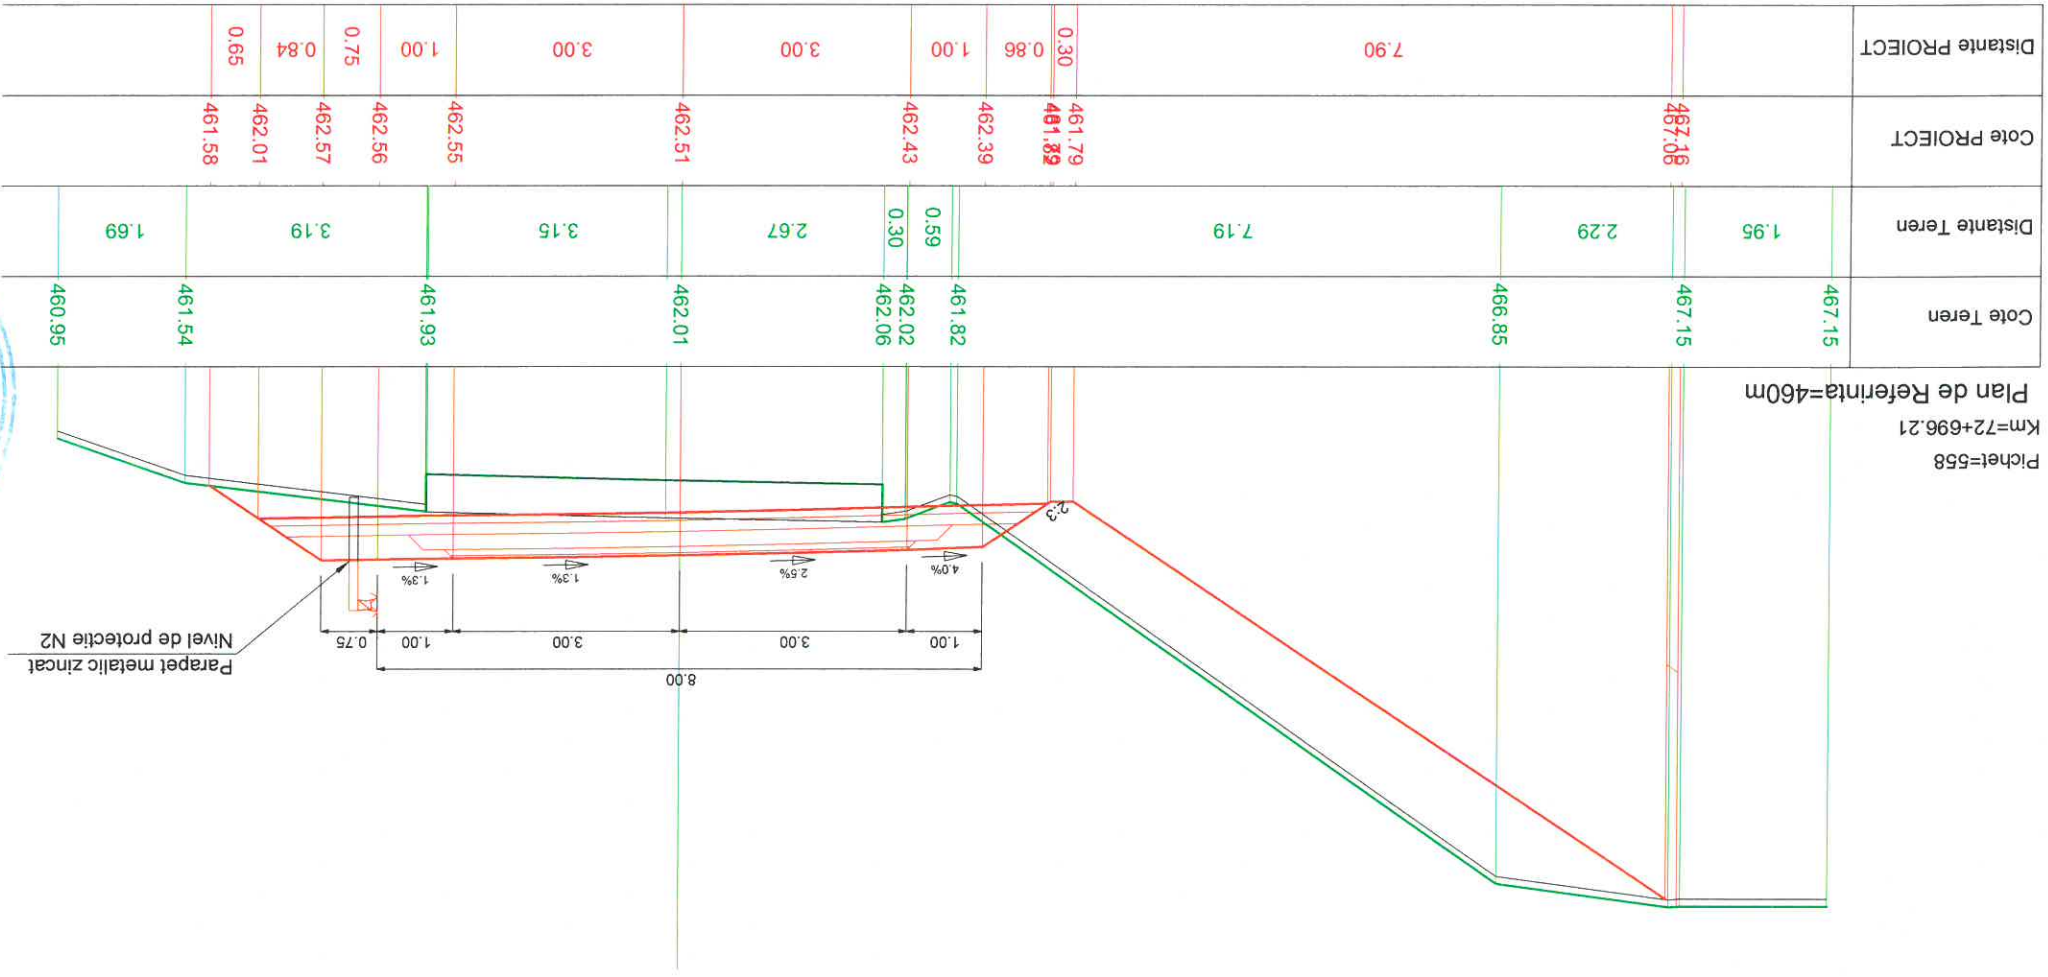 8.00
Parapet metalic zincat
Nivel de protectie N2
1.00 3.00 3.00 1.00 0.75
4.0% 2.5% 1.3% 1.3%
2:3
Pichet=558
Km=72+696.21
Plan de Referinta=460m
Cote Teren 467.15 467.15 466.85 461.82 462.02 462.06 462.01 461.93 461.54 460.95
Distante Teren 1.95 2.29 7.19 0.59 0.30 2.67 3.15 3.19 1.69
Cote PROIECT 467.16 467.06 461.79 462.39 462.43 462.51 462.55 462.56 462.57 462.01 461.58
Distante PROIECT 7.90 0.30 0.86 1.00 3.00 3.00 1.00 0.75 0.84 0.65